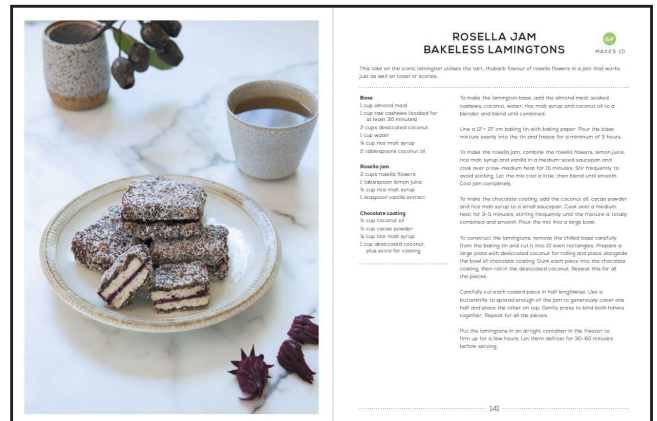 ROSELLA JAM
BAKELESS LAMINGTONS
GF
MAKES 10
This take on the iconic lamington utilises the tart, rhubarb flavour of rosella flowers in a jam that works
just as well on toast or scones.
Base
1 cup almond meal
1 cup raw cashews (soaked for
at least 30 minutes)
2 cups desiccated coconut
1 cup water
cup rice malt syrup
2 tablespoons coconut oil
Rosella jam
2 cups rosella flowers
1 tablespoon lemon juice
cup rice malt syrup
1 teaspoon vanilla extract
Chocolate coating
cup coconut oil
cup cacao powder
cup rice malt syrup
1 cup desiccated coconut,
plus extra for coating
To make the lamington base, add the almond meal, soaked
cashews, coconut, water, rice malt syrup and coconut oil to a
blender and blend until combined.
Line a 12 × 27 cm baking tin with baking paper. Pour the base
mixture evenly into the tin and freeze for a minimum of 3 hours.
To make the rosella jam, combine the rosella flowers, lemon juice,
rice malt syrup and vanilla in a medium-sized saucepan and
cook over a low–medium heat for 15 minutes. Stir frequently to
avoid sticking. Let the mix cool a little, then blend until smooth.
Cool jam completely.
To make the chocolate coating, add the coconut oil, cacao powder
and rice malt syrup to a small saucepan. Cook over a medium
heat for 3–5 minutes, stirring frequently until the mixture is totally
combined and smooth. Pour the mix into a large bowl.
To construct the lamingtons, remove the chilled base carefully
from the baking tin and cut it into 10 even rectangles. Prepare a
large plate with desiccated coconut for rolling and place alongside
the bowl of chocolate coating. Dunk each piece into the chocolate
coating, then roll in the desiccated coconut. Repeat this for all
the pieces.
Carefully cut each coated piece in half lengthwise. Use a
butterknife to spread enough of the jam to generously cover one
half and place the other on top. Gently press to bind both halves
together. Repeat for all the pieces.
Put the lamingtons in an airtight container in the freezer to
firm up for a few hours. Let them defrost for 30–60 minutes
before serving.
141